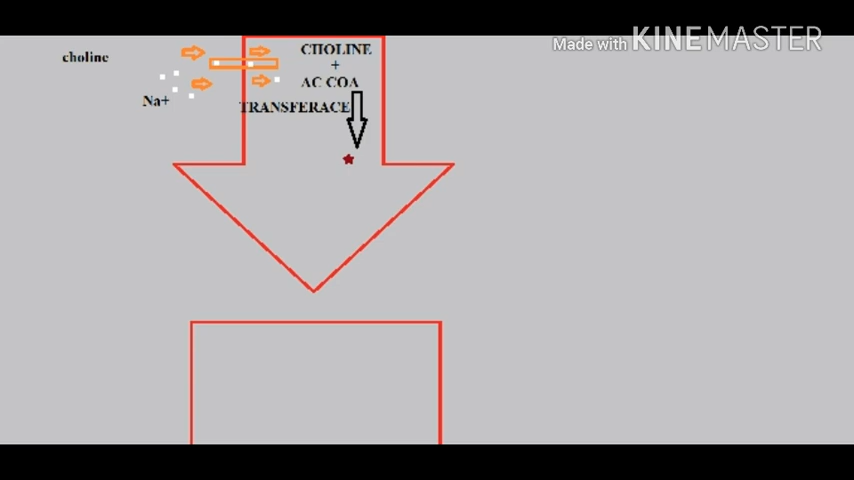 Made with KINEMASTER
choline
CHOLINE
+
AC COA
Na+
TRANSFERACE